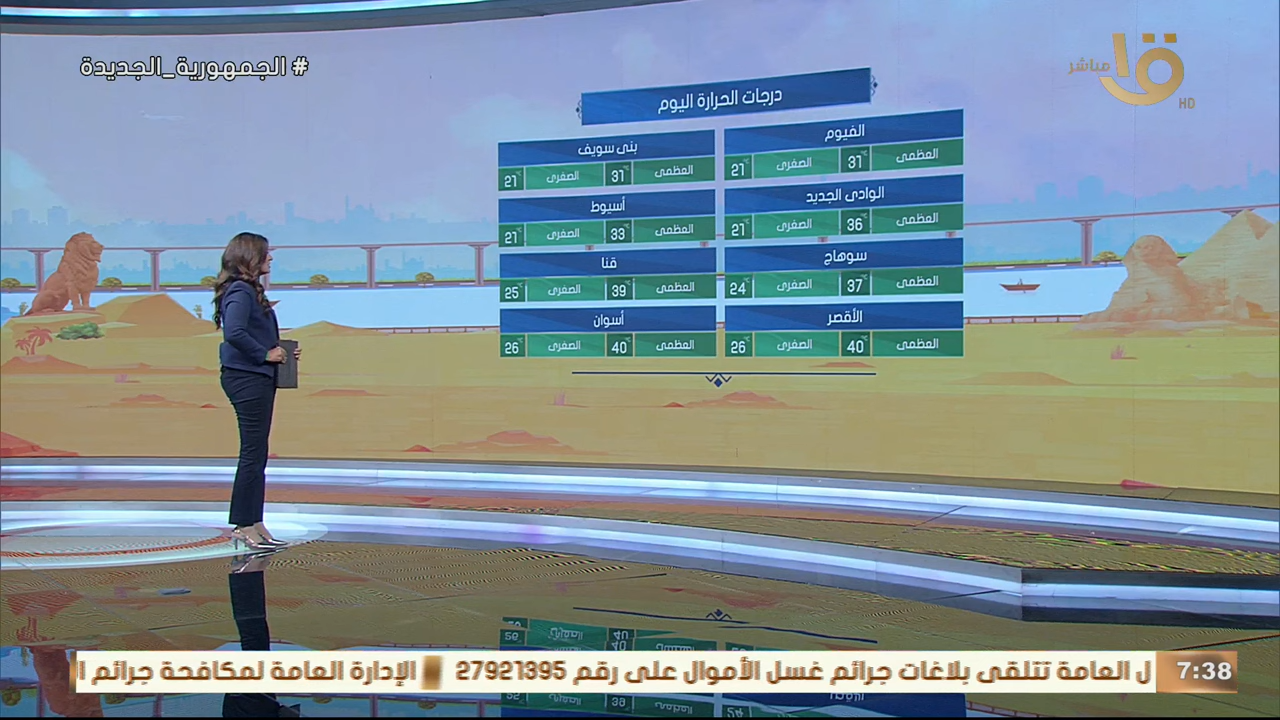 # الجمهورية_الجديدة
مباشر
HD
درجات الحرارة اليوم
الفيوم
العظمى 31°c الصغرى 21°c
بنى سويف
العظمى 31°c الصغرى 21°c
الوادى الجديد
العظمى 36°c الصغرى 21°c
أسيوط
العظمى 33°c الصغرى 21°c
سوهاج
العظمى 37°c الصغرى 24°c
قنا
العظمى 39°c الصغرى 25°c
الأقصر
العظمى 40°c الصغرى 26°c
أسوان
العظمى 40°c الصغرى 26°c
7:38
ل العامة تتلقى بلاغات جرائم غسل الأموال على رقم 27921395 الإدارة العامة لمكافحة جرائم ا